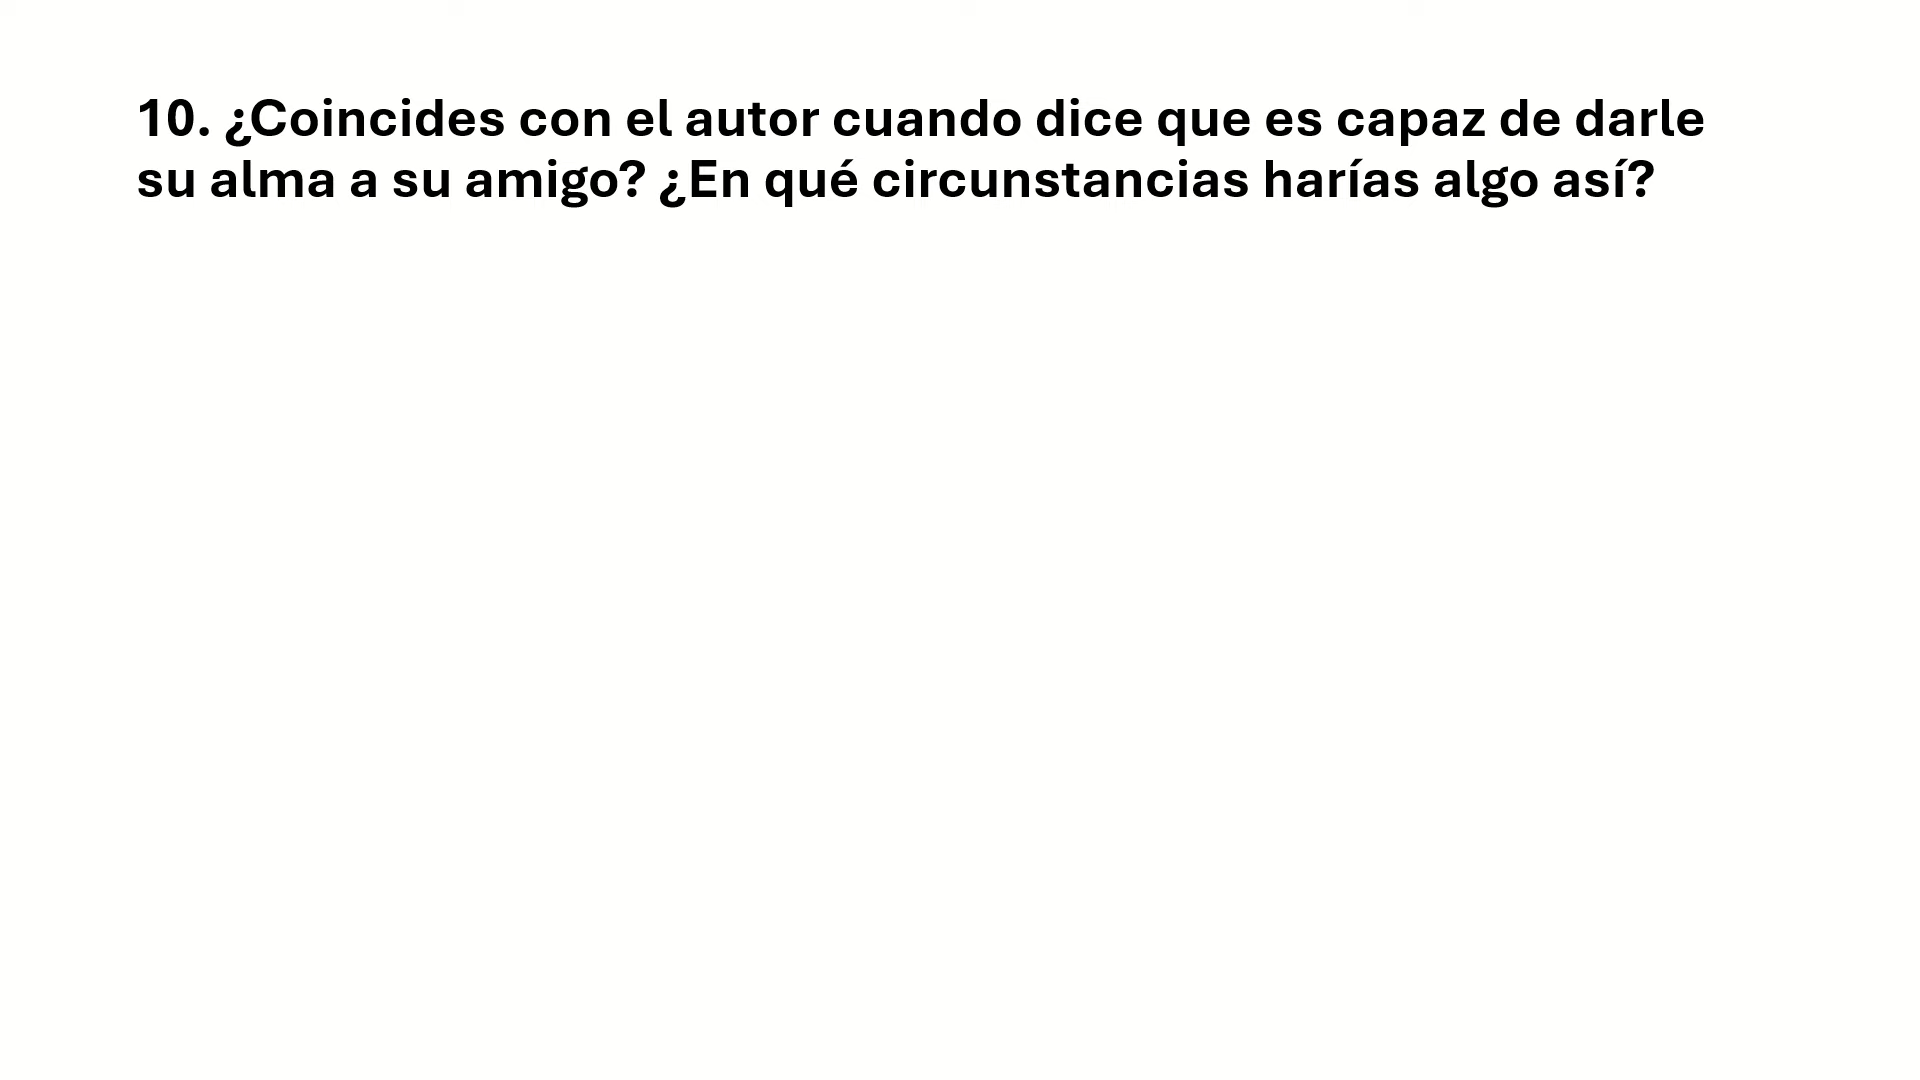 10. ¿Coincides con el autor cuando dice que es capaz de darle
su alma a su amigo? ¿En qué circunstancias harías algo así?